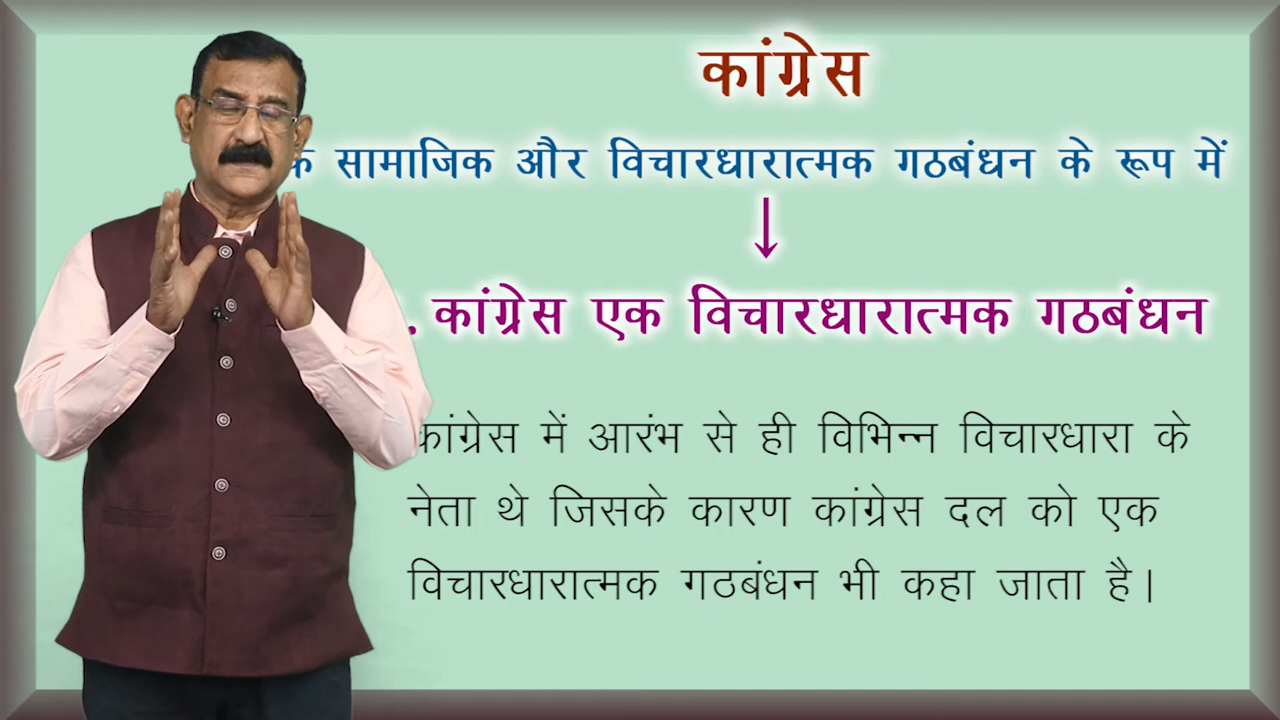 कांग्रेस
सामाजिक और विचारधारात्मक गठबंधन के रूप में
कांग्रेस एक विचारधारात्मक गठबंधन
कांग्रेस में आरंभ से ही विभिन्न विचारधारा के
नेता थे जिसके कारण कांग्रेस दल को एक
विचारधारात्मक गठबंधन भी कहा जाता है।